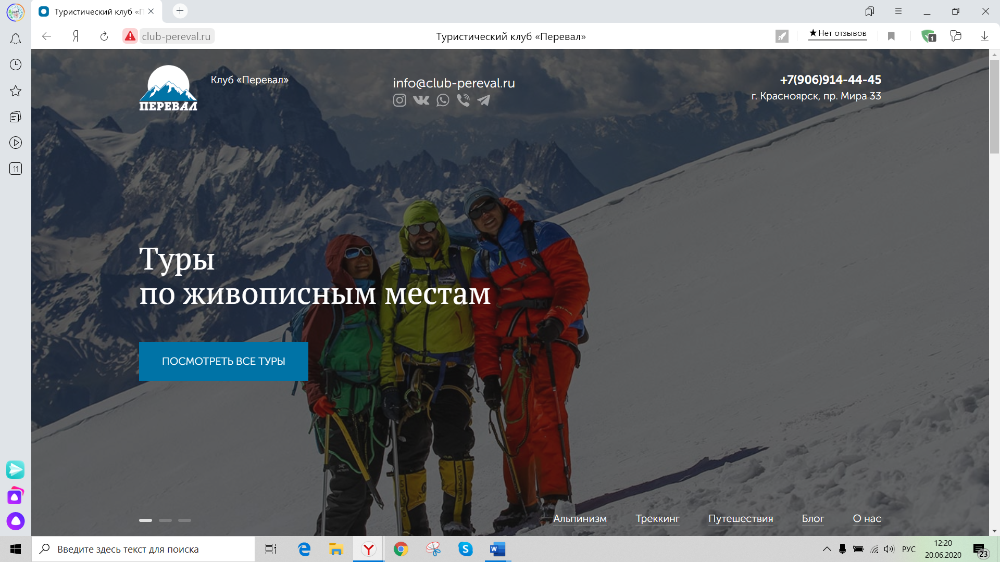 Туристический клуб «П
club-pereval.ru
Туристический клуб «Перевал»
★Нет отзывов
1
11
ПЕРЕВАЛ
Клуб «Перевал»
info@club-pereval.ru
+7(906)914-44-45
г. Красноярск, пр. Мира 33
Туры
по живописным местам
ПОСМОТРЕТЬ ВСЕ ТУРЫ
Альпинизм
Треккинг
Путешествия
Блог
О нас
Введите здесь текст для поиска
РУС
12:20
20.06.2020
23